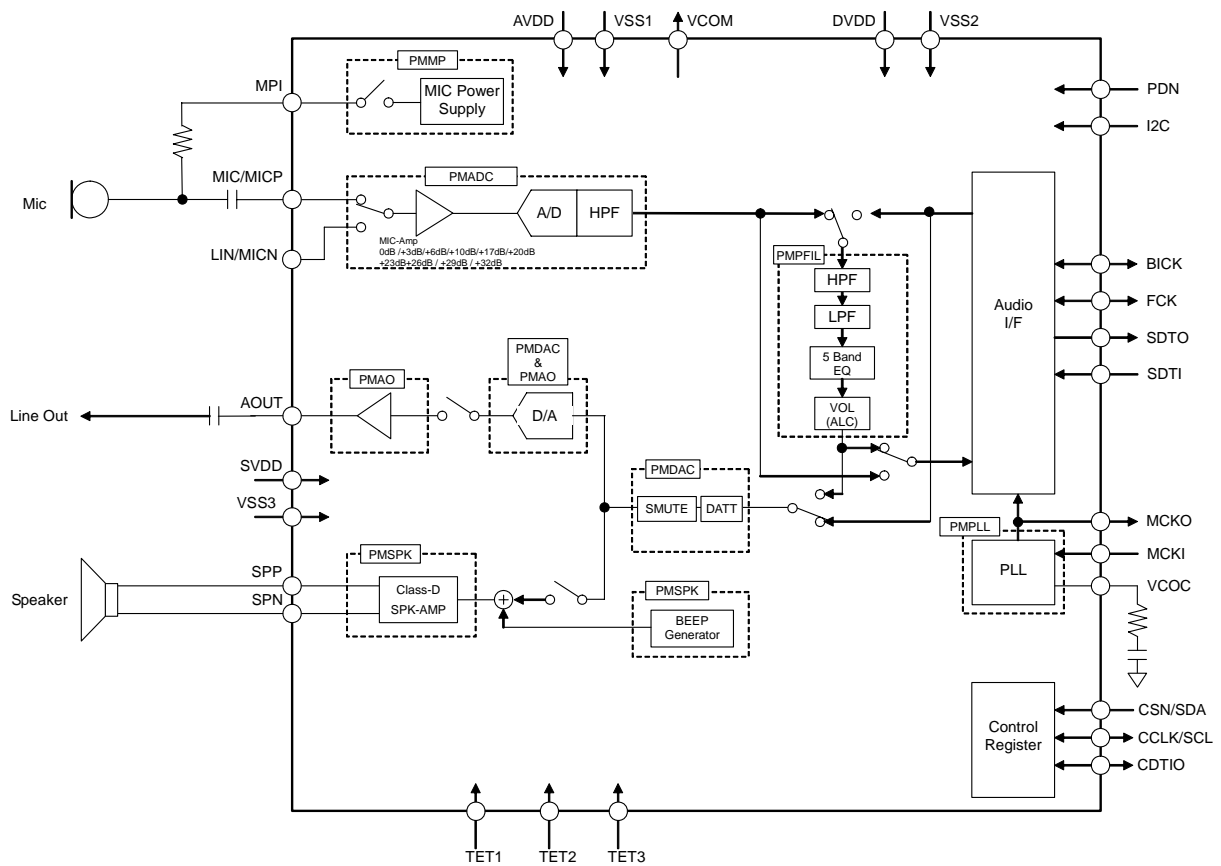 AVDD
VSS1
VCOM
DVDD
VSS2
PMMP
MPI
MIC Power
Supply
PDN
I2C
MIC/MICP
PMADC
Mic
A/D
HPF
MIC-Amp
0dB /+3dB/+6dB/+10dB/+17dB/+20dB
+23dB+26dB / +29dB / +32dB
LIN/MICN
PMPFIL
HPF
LPF
5 Band
EQ
VOL
(ALC)
Audio
I/F
BICK
FCK
SDTO
SDTI
PMDAC
&
PMAO
PMAO
D/A
AOUT
Line Out
SVDD
VSS3
PMDAC
SMUTE
DATT
PMPLL
PLL
MCKO
MCKI
VCOC
PMSPK
SPP
SPN
Speaker
Class-D
SPK-AMP
+
PMSPK
BEEP
Generator
Control
Register
CSN/SDA
CCLK/SCL
CDTIO
TET1
TET2
TET3